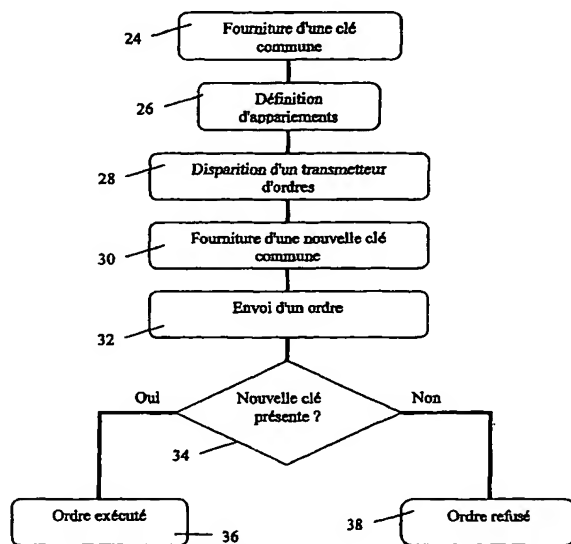 24
Fourniture d'une clé
commune
26
Définition
d'appariements
28
Disparition d'un transmetteur
d'ordres
30
Fourniture d'une nouvelle clé
commune
32
Envoi d'un ordre
Oui
Nouvelle clé
présente ?
Non
34
Ordre exécuté
36
38
Ordre refusé